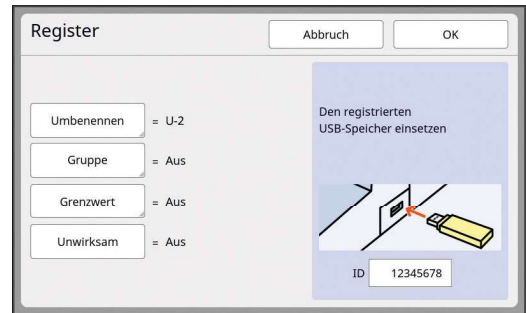 Register
Abbruch
OK
Umbenennen = U-2
Gruppe = Aus
Grenzwert = Aus
Unwirksam = Aus
Den registrierten
USB-Speicher einsetzen
ID 12345678